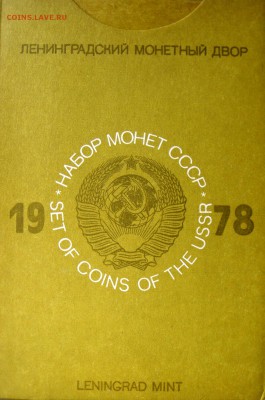 COINS.LAVE.RU
ЛЕНИНГРАДСКИЙ МОНЕТНЫЙ ДВОР
* НАБОР МОНЕТ СССР *
19 78
SET OF COINS OF THE USSR
LENINGRAD MINT